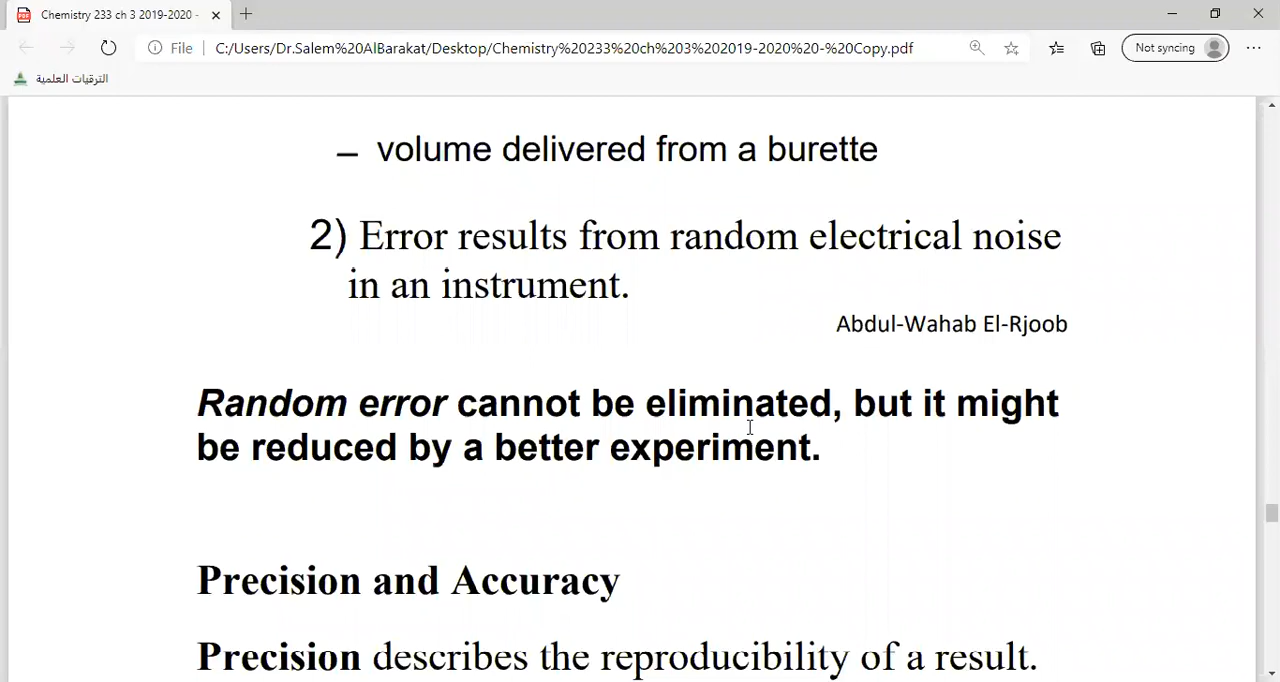 Chemistry 233 ch 3 2019-2020 -
File
C:/Users/Dr.Salem%20AlBarakat/Desktop/Chemistry%20233%20ch%203%202019-2020%20-%20Copy.pdf
Not syncing
الترقيات العلمية
– volume delivered from a burette
2) Error results from random electrical noise
in an instrument.
Abdul-Wahab El-Rjoob
Random error cannot be eliminated, but it might
be reduced by a better experiment.
Precision and Accuracy
Precision describes the reproducibility of a result.